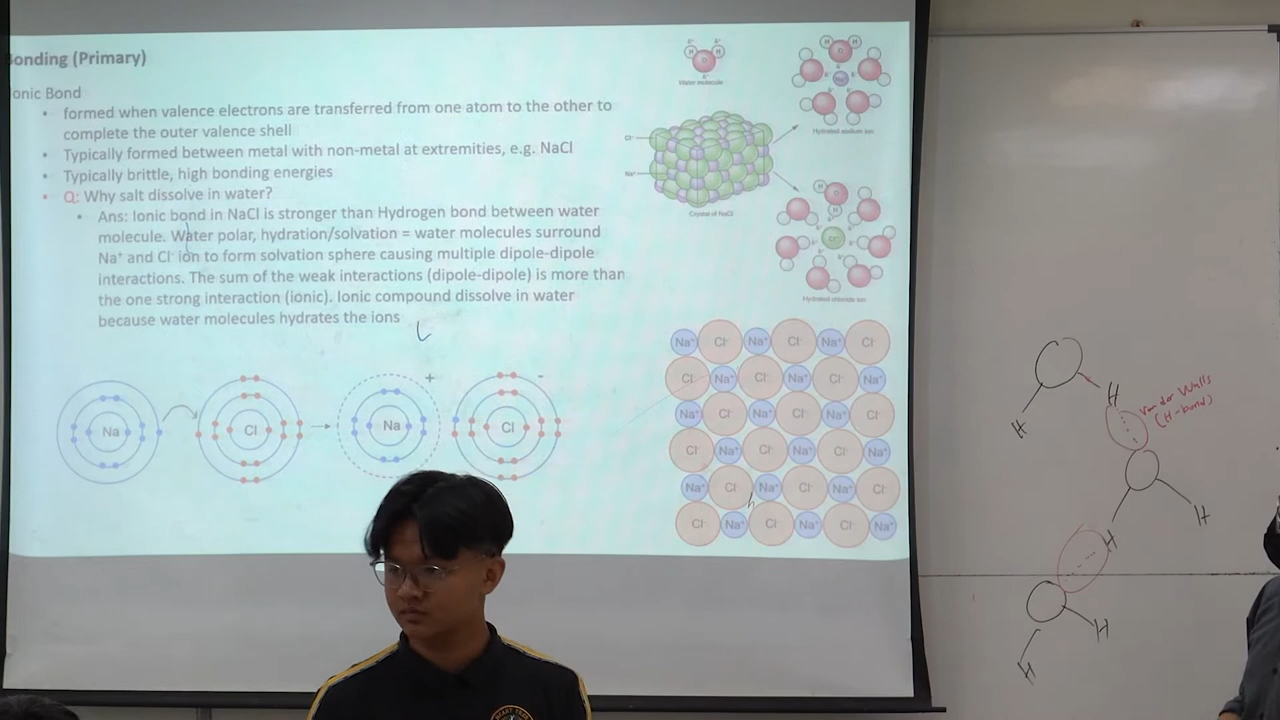 Bonding (Primary)
Ionic Bond
• formed when valence electrons are transferred from one atom to the other to
complete the outer valence shell
• Typically formed between metal with non-metal at extremities, e.g. NaCl
• Typically brittle, high bonding energies
• Q: Why salt dissolve in water?
• Ans: Ionic bond in NaCl is stronger than Hydrogen bond between water
molecule. Water polar, hydration/solvation = water molecules surround
Na⁺ and Cl⁻ ion to form solvation sphere causing multiple dipole-dipole
interactions. The sum of the weak interactions (dipole-dipole) is more than
the one strong interaction (ionic). Ionic compound dissolve in water
because water molecules hydrates the ions
Na Cl Na + Cl -
H O H
Water molecule
Cl⁻
Na⁺
Crystal of NaCl
Hydrated sodium ion
Hydrated chloride ion
Na⁺ Cl⁻ Na⁺ Cl⁻ Na⁺ Cl⁻
Cl⁻ Na⁺ Cl⁻ Na⁺ Cl⁻ Na⁺
Na⁺ Cl⁻ Na⁺ Cl⁻ Na⁺ Cl⁻
Cl⁻ Na⁺ Cl⁻ Na⁺ Cl⁻ Na⁺
Na⁺ Cl⁻ Na⁺ Cl⁻ Na⁺ Cl⁻
Cl⁻ Na⁺ Cl⁻ Na⁺ Cl⁻ Na⁺
H
H
Van der Walls
(H-bond)
H
H
H
H